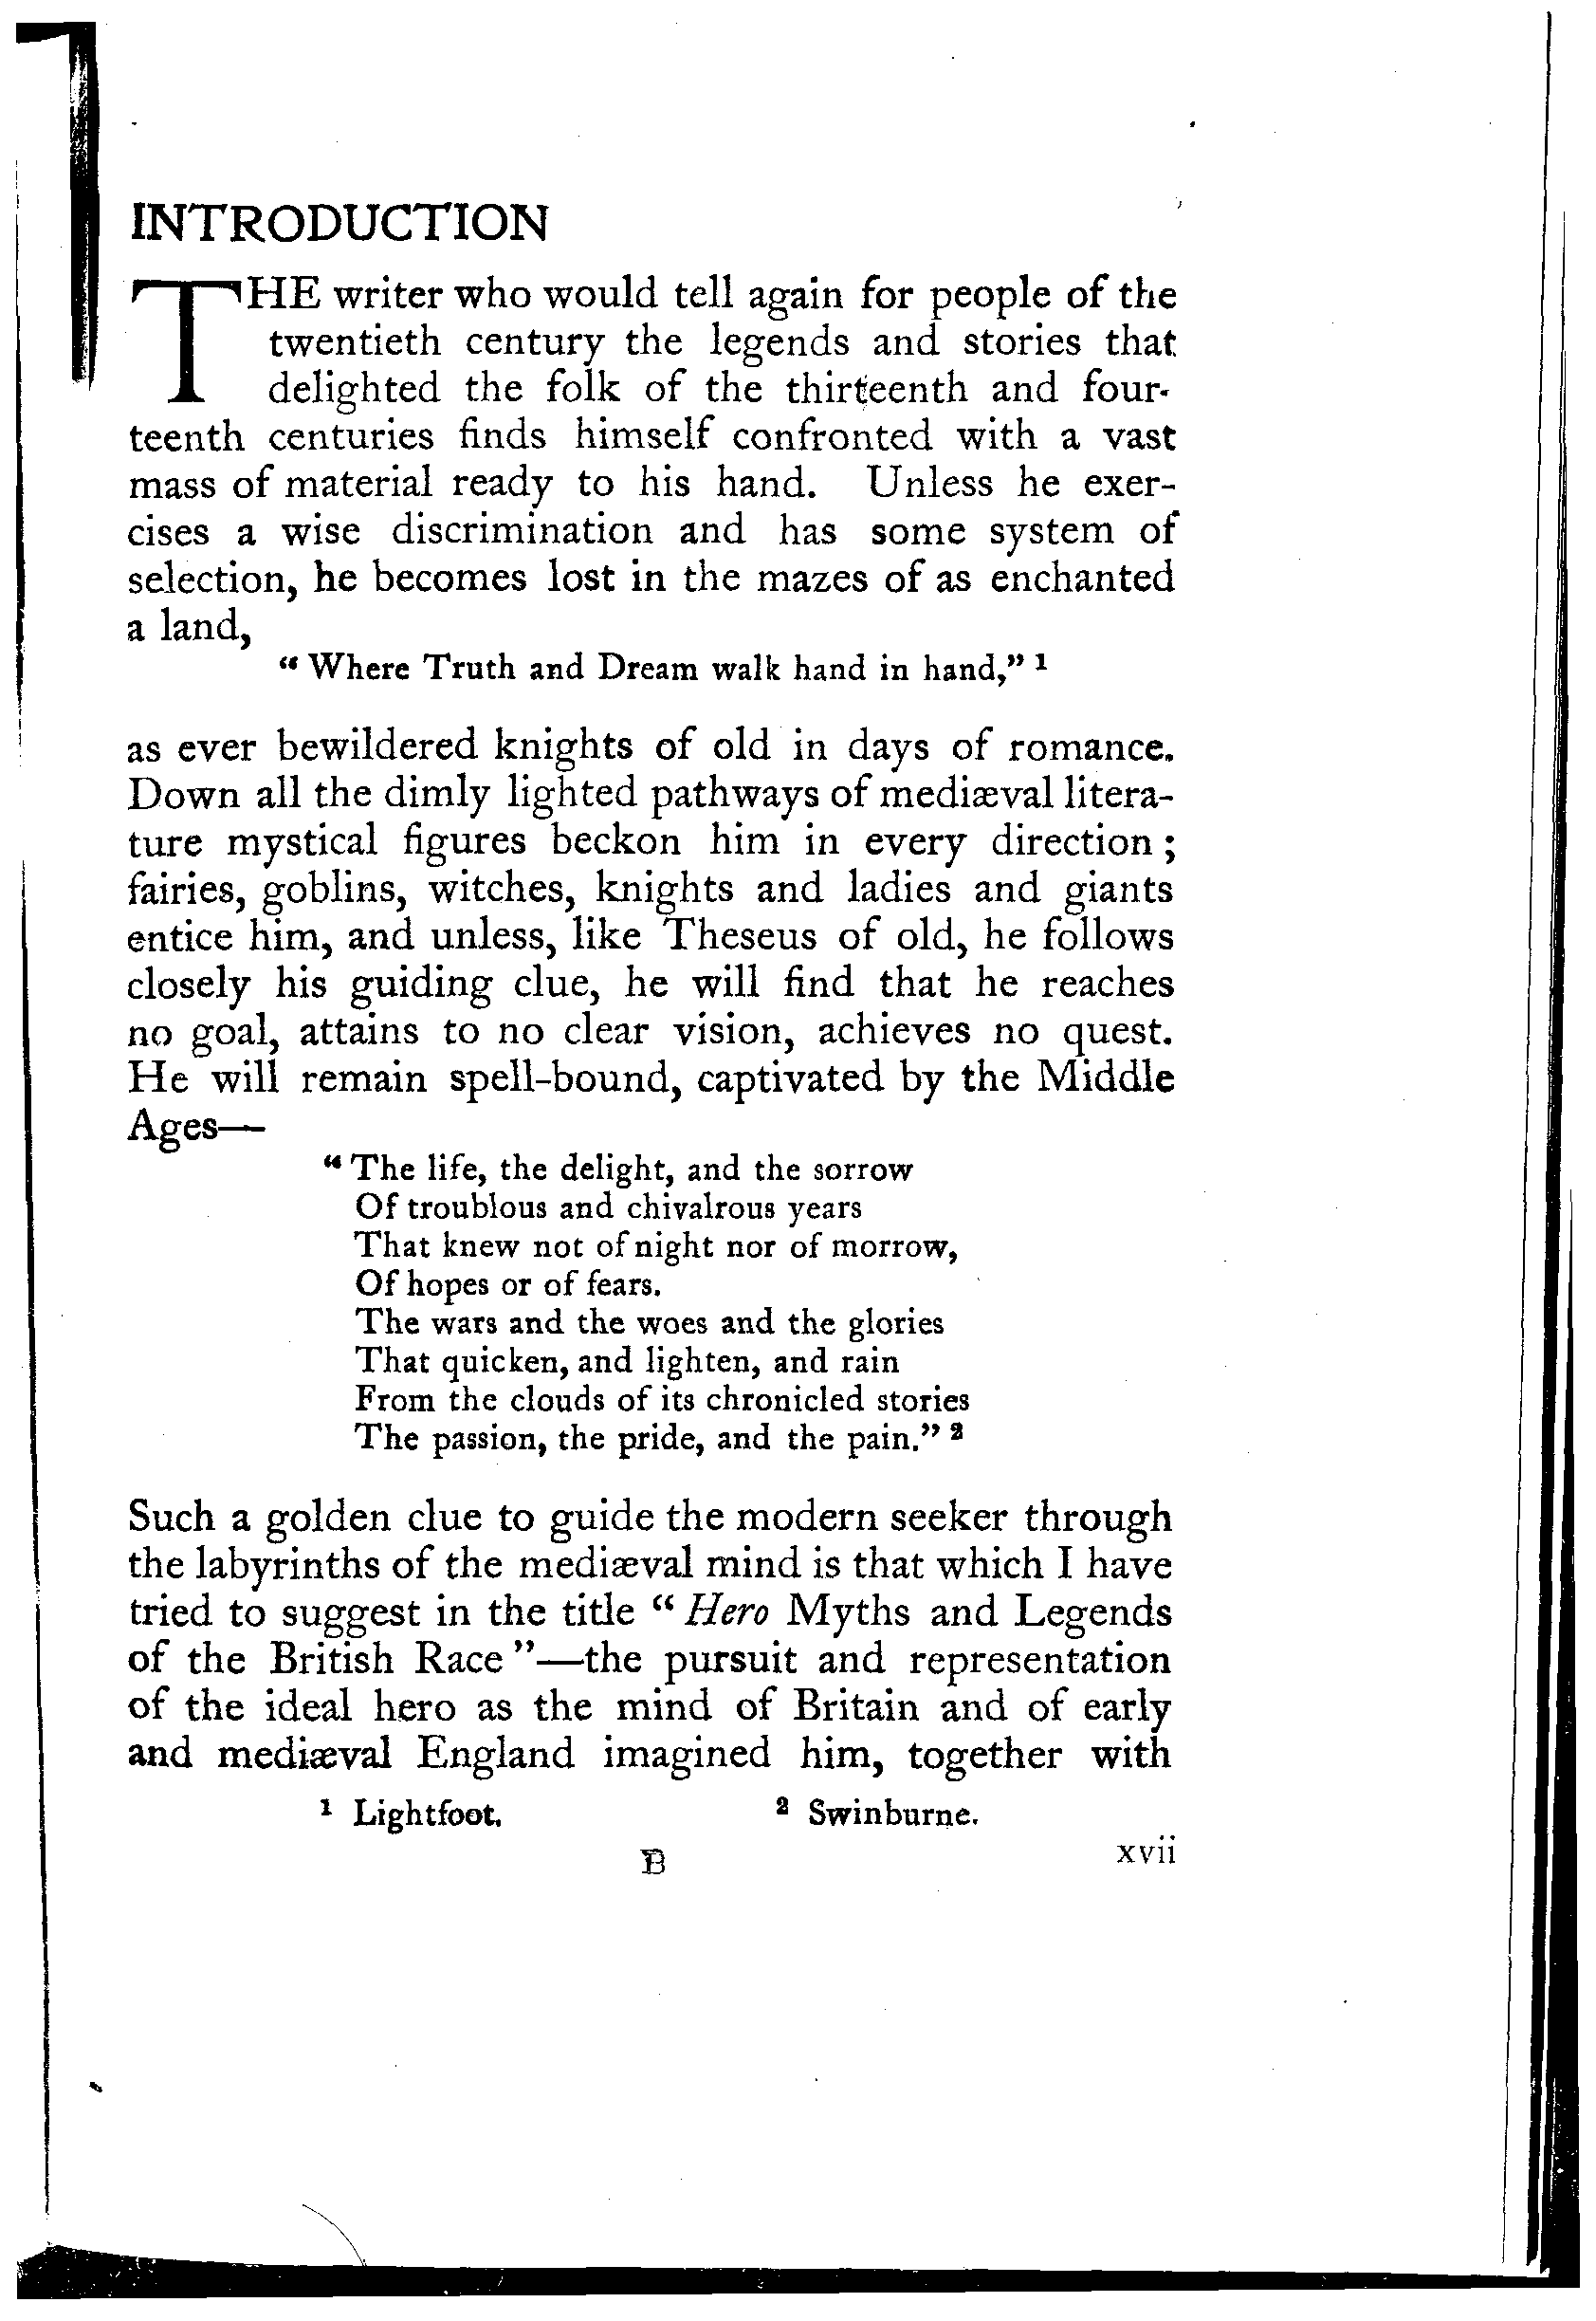 INTRODUCTION
THE writer who would tell again for people of the
twentieth century the legends and stories that
delighted the folk of the thirteenth and four-
teenth centuries finds himself confronted with a vast
mass of material ready to his hand. Unless he exer-
cises a wise discrimination and has some system of
selection, he becomes lost in the mazes of as enchanted
a land,
“ Where Truth and Dream walk hand in hand,” 1
as ever bewildered knights of old in days of romance.
Down all the dimly lighted pathways of mediæval litera-
ture mystical figures beckon him in every direction ;
fairies, goblins, witches, knights and ladies and giants
entice him, and unless, like Theseus of old, he follows
closely his guiding clue, he will find that he reaches
no goal, attains to no clear vision, achieves no quest.
He will remain spell-bound, captivated by the Middle
Ages—
“ The life, the delight, and the sorrow
Of troublous and chivalrous years
That knew not of night nor of morrow,
Of hopes or of fears.
The wars and the woes and the glories
That quicken, and lighten, and rain
From the clouds of its chronicled stories
The passion, the pride, and the pain.” 2
Such a golden clue to guide the modern seeker through
the labyrinths of the mediæval mind is that which I have
tried to suggest in the title “ Hero Myths and Legends
of the British Race ”—the pursuit and representation
of the ideal hero as the mind of Britain and of early
and mediæval England imagined him, together with
1 Lightfoot. 2 Swinburne.
B xvii